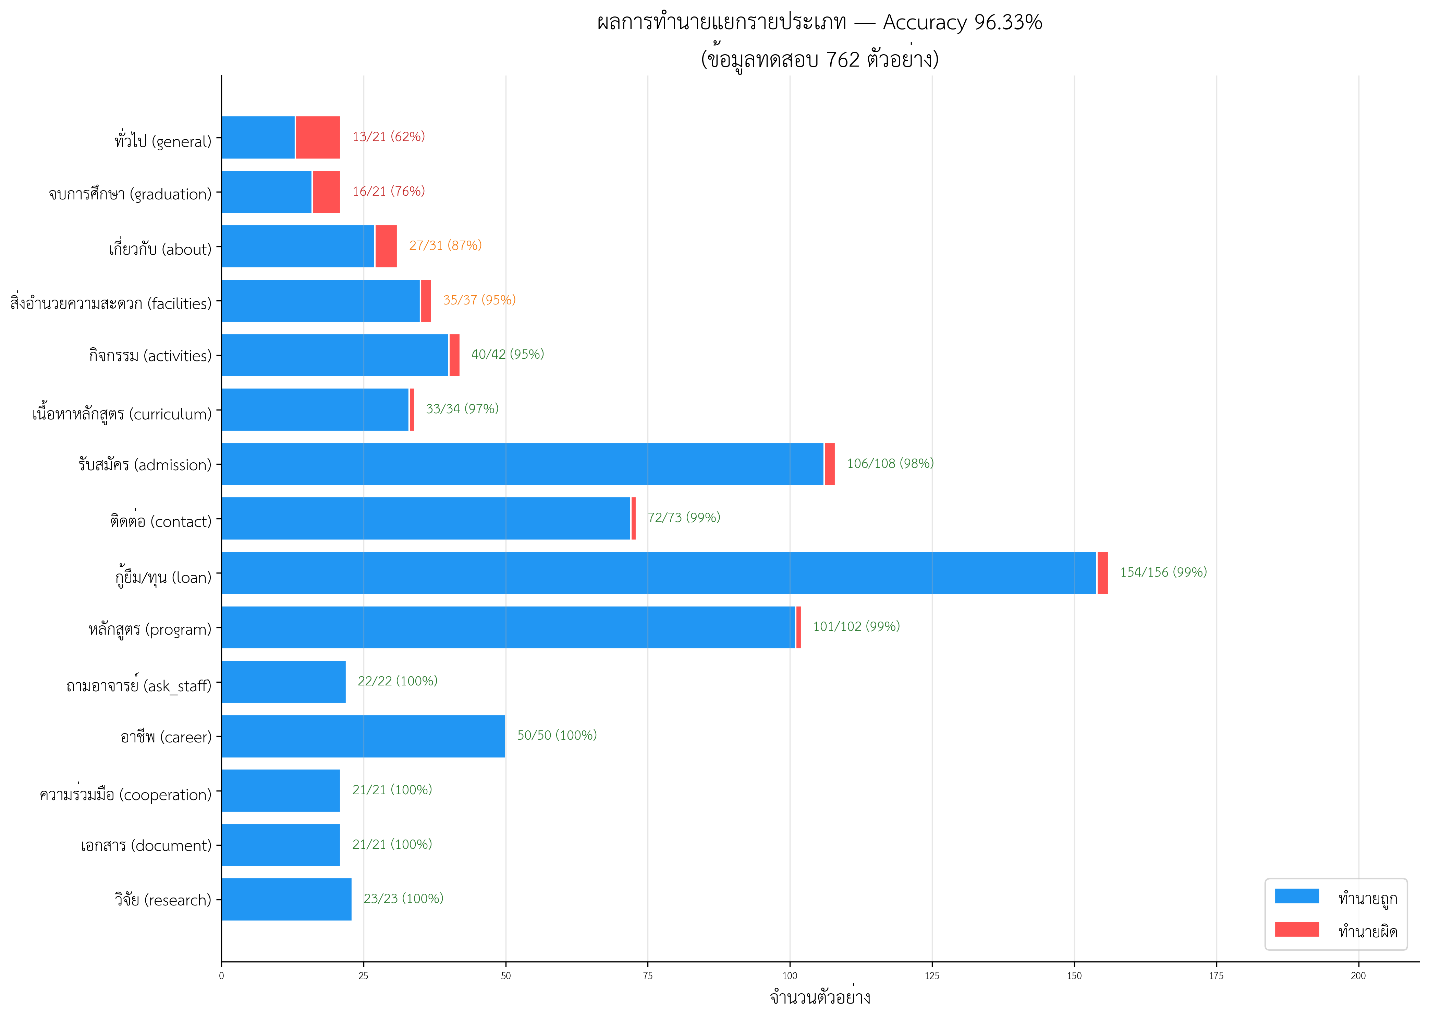 ผลการทำนายแยกรายประเภท — Accuracy 96.33%
(ข้อมูลทดสอบ 762 ตัวอย่าง)
ทั่วไป (general) 13/21 (62%)
จบการศึกษา (graduation) 16/21 (76%)
เกี่ยวกับ (about) 27/31 (87%)
สิ่งอำนวยความสะดวก (facilities) 35/37 (95%)
กิจกรรม (activities) 40/42 (95%)
เนื้อหาหลักสูตร (curriculum) 33/34 (97%)
รับสมัคร (admission) 106/108 (98%)
ติดต่อ (contact) 72/73 (99%)
กู้ยืม/ทุน (loan) 154/156 (99%)
หลักสูตร (program) 101/102 (99%)
ถามอาจารย์ (ask_staff) 22/22 (100%)
อาชีพ (career) 50/50 (100%)
ความร่วมมือ (cooperation) 21/21 (100%)
เอกสาร (document) 21/21 (100%)
วิจัย (research) 23/23 (100%)
ทำนายถูก
ทำนายผิด
0 25 50 75 100 125 150 175 200
จำนวนตัวอย่าง